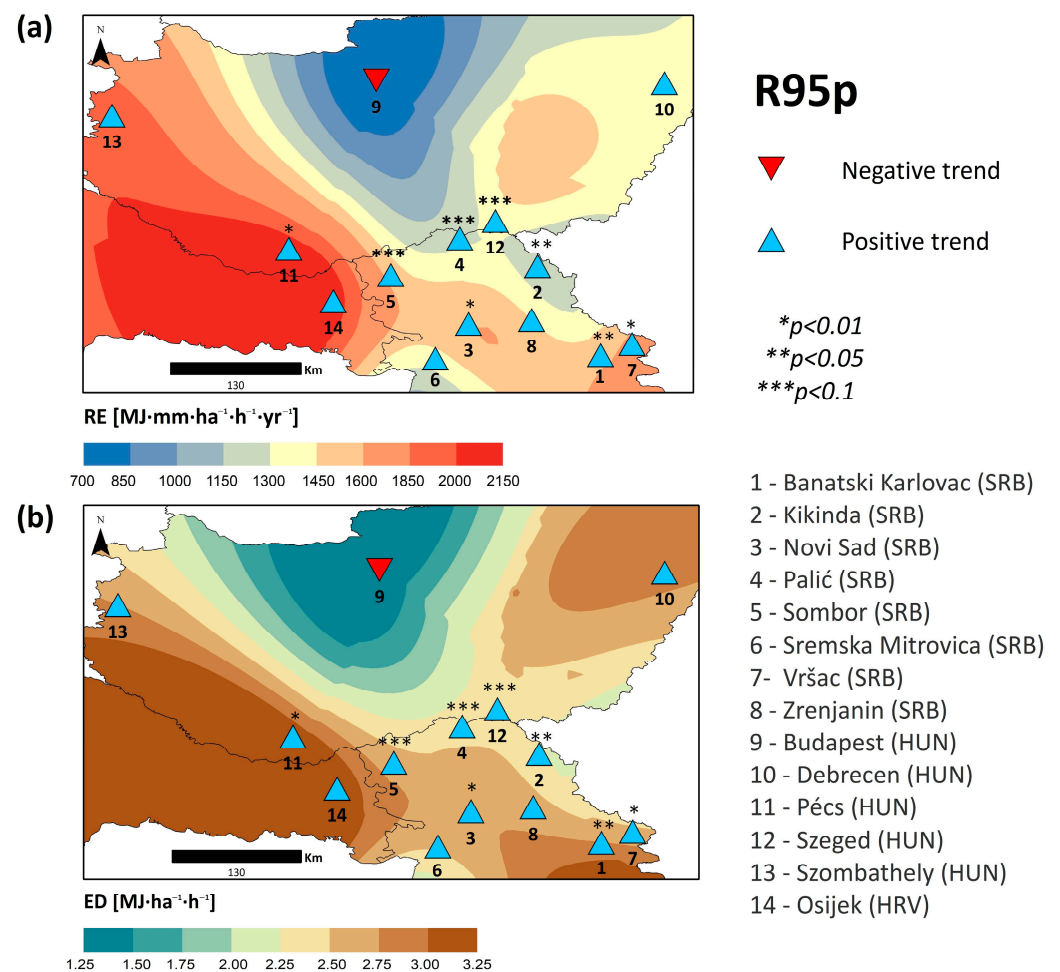 (a)
N
9
10
13
***
***
*
***
4
12
**
11
5
2
*
14
3
8
**
*
6
1
7
130
Km
RE [MJ·mm·ha⁻¹·h⁻¹·yr⁻¹]
700 850 1000 1150 1300 1450 1600 1850 2000 2150
(b)
N
9
10
13
***
***
*
***
4
12
**
11
5
2
*
14
3
8
**
*
6
1
7
130
Km
ED [MJ·ha⁻¹·h⁻¹]
1.25 1.50 1.75 2.00 2.25 2.50 2.75 3.00 3.25
R95p
Negative trend
Positive trend
*p<0.01
**p<0.05
***p<0.1
1 - Banatski Karlovac (SRB)
2 - Kikinda (SRB)
3 - Novi Sad (SRB)
4 - Palić (SRB)
5 - Sombor (SRB)
6 - Sremska Mitrovica (SRB)
7- Vršac (SRB)
8 - Zrenjanin (SRB)
9 - Budapest (HUN)
10 - Debrecen (HUN)
11 - Pécs (HUN)
12 - Szeged (HUN)
13 - Szombathely (HUN)
14 - Osijek (HRV)